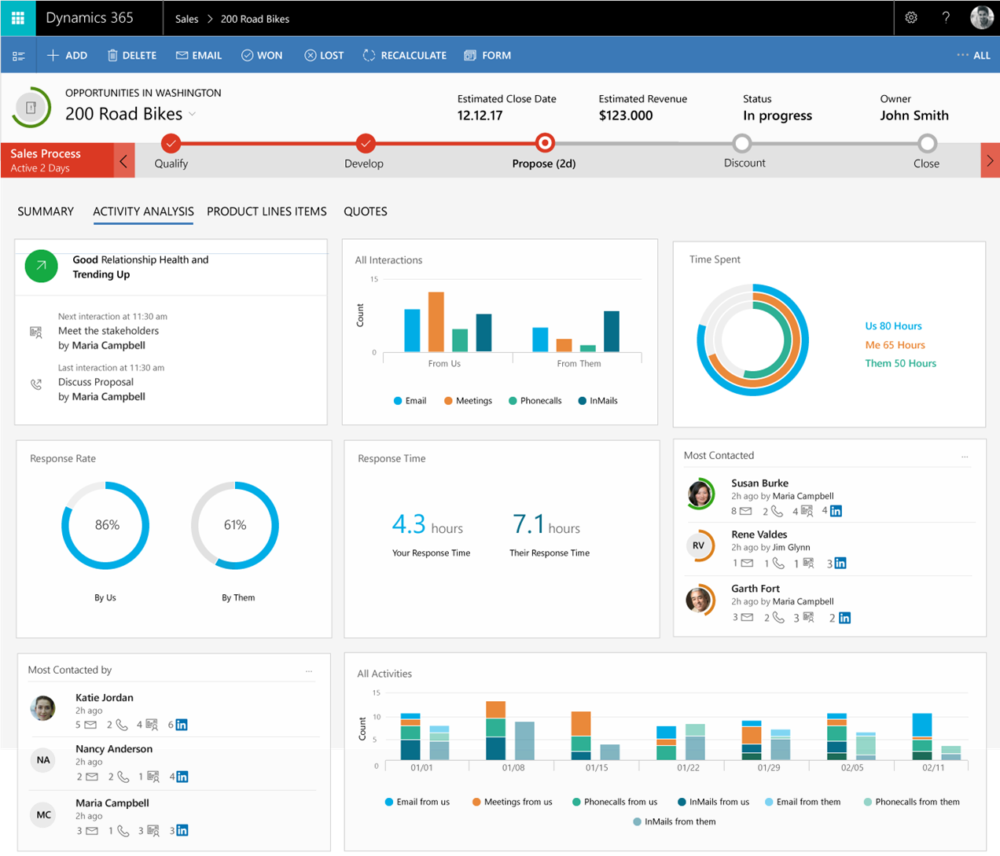 Dynamics 365
Sales > 200 Road Bikes
?
+ ADD
DELETE
EMAIL
WON
LOST
RECALCULATE
FORM
··· ALL
OPPORTUNITIES IN WASHINGTON
200 Road Bikes
Estimated Close Date
12.12.17
Estimated Revenue
$123.000
Status
In progress
Owner
John Smith
Sales Process
Active 2 Days
Qualify
Develop
Propose (2d)
Discount
Close
SUMMARY
ACTIVITY ANALYSIS
PRODUCT LINES ITEMS
QUOTES
Good Relationship Health and
Trending Up
Next interaction at 11:30 am
Meet the stakeholders
by Maria Campbell
Last interaction at 11:30 am
Discuss Proposal
by Maria Campbell
All Interactions
15
Count
0
From Us
From Them
Email
Meetings
Phonecalls
InMails
Time Spent
Us 80 Hours
Me 65 Hours
Them 50 Hours
Response Rate
86%
61%
By Us
By Them
Response Time
4.3 hours
Your Response Time
7.1 hours
Their Response Time
Most Contacted
...
Susan Burke
2h ago by Maria Campbell
8 2 4 4 in
RV
Rene Valdes
2h ago by Jim Glynn
1 1 1 3 in
Garth Fort
2h ago by Maria Campbell
3 2 3 2 in
Most Contacted by
...
Katie Jordan
2h ago
5 2 4 6 in
NA
Nancy Anderson
2h ago
2 2 1 4 in
MC
Maria Campbell
2h ago
3 1 3 3 in
All Activities
15
10
5
0
Count
01/01
01/08
01/15
01/22
01/29
02/05
02/11
Email from us
Meetings from us
Phonecalls from us
InMails from us
Email from them
Phonecalls from them
InMails from them